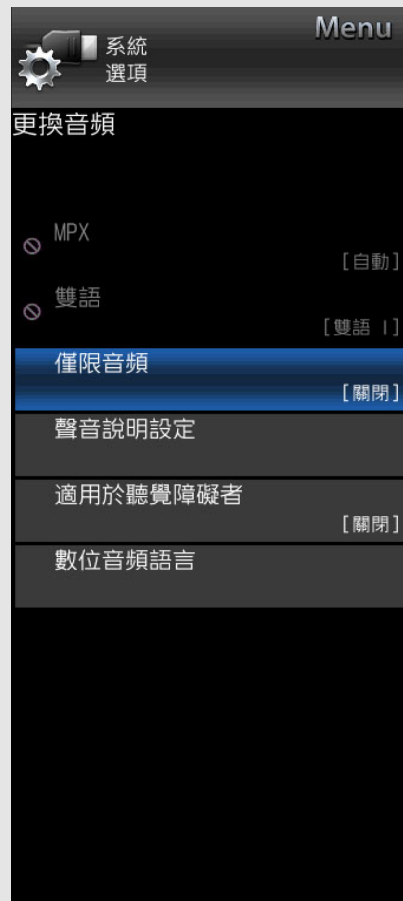 Menu
系統
選項
更換音頻
MPX
[自動]
雙語
[雙語 I]
僅限音頻
[關閉]
聲音說明設定
適用於聽覺障礙者
[關閉]
數位音頻語言